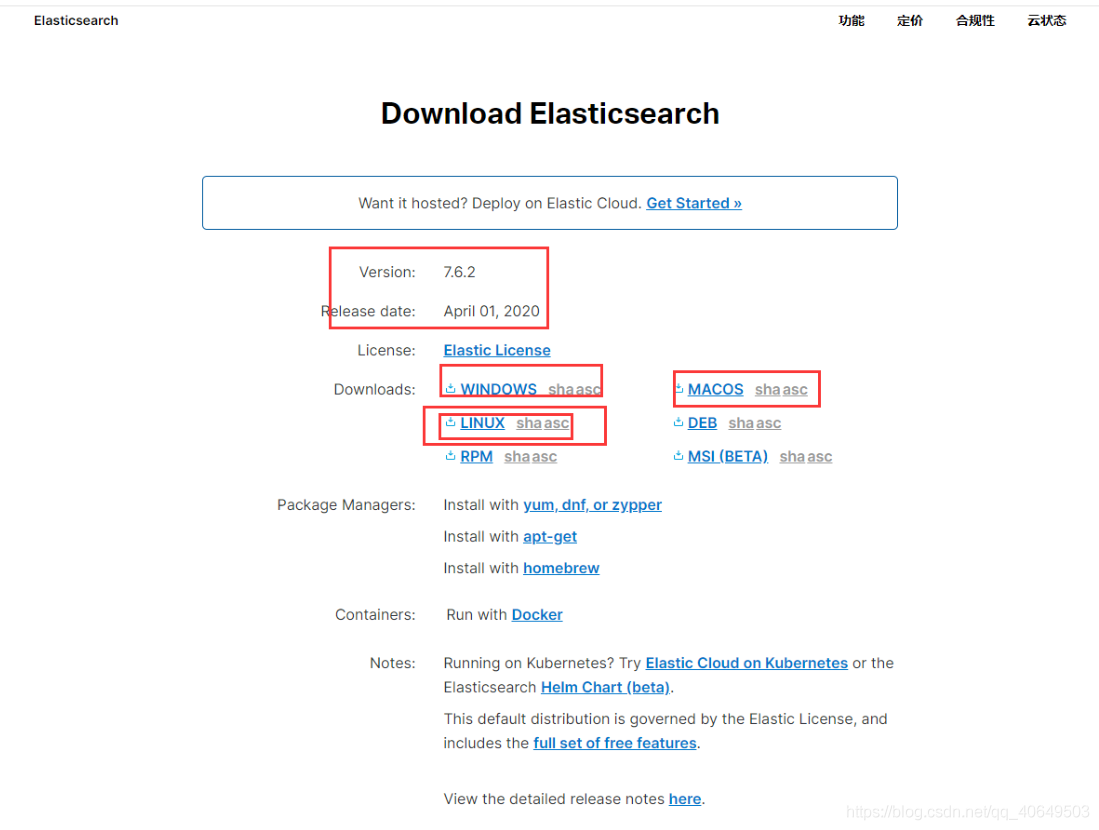 Elasticsearch 功能 定价 合规性 云状态
Download Elasticsearch
Want it hosted? Deploy on Elastic Cloud. Get Started »
Version: 7.6.2
Release date: April 01, 2020
License: Elastic License
Downloads: WINDOWS sha asc MACOS sha asc
LINUX sha asc DEB sha asc
RPM sha asc MSI (BETA) sha asc
Package Managers: Install with yum, dnf, or zypper
Install with apt-get
Install with homebrew
Containers: Run with Docker
Notes: Running on Kubernetes? Try Elastic Cloud on Kubernetes or the
Elasticsearch Helm Chart (beta).
This default distribution is governed by the Elastic License, and
includes the full set of free features.
View the detailed release notes here.
https://blog.csdn.net/qq_40649503